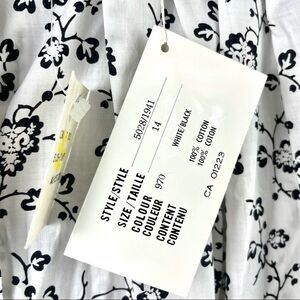 STYLE/STYLE 5028/1941
SIZE/TAILLE 14
COLOUR
COULEUR 970 WHITE/BLACK
CONTENT 100% COTTON
CONTENU 100% COTON
CA 01223